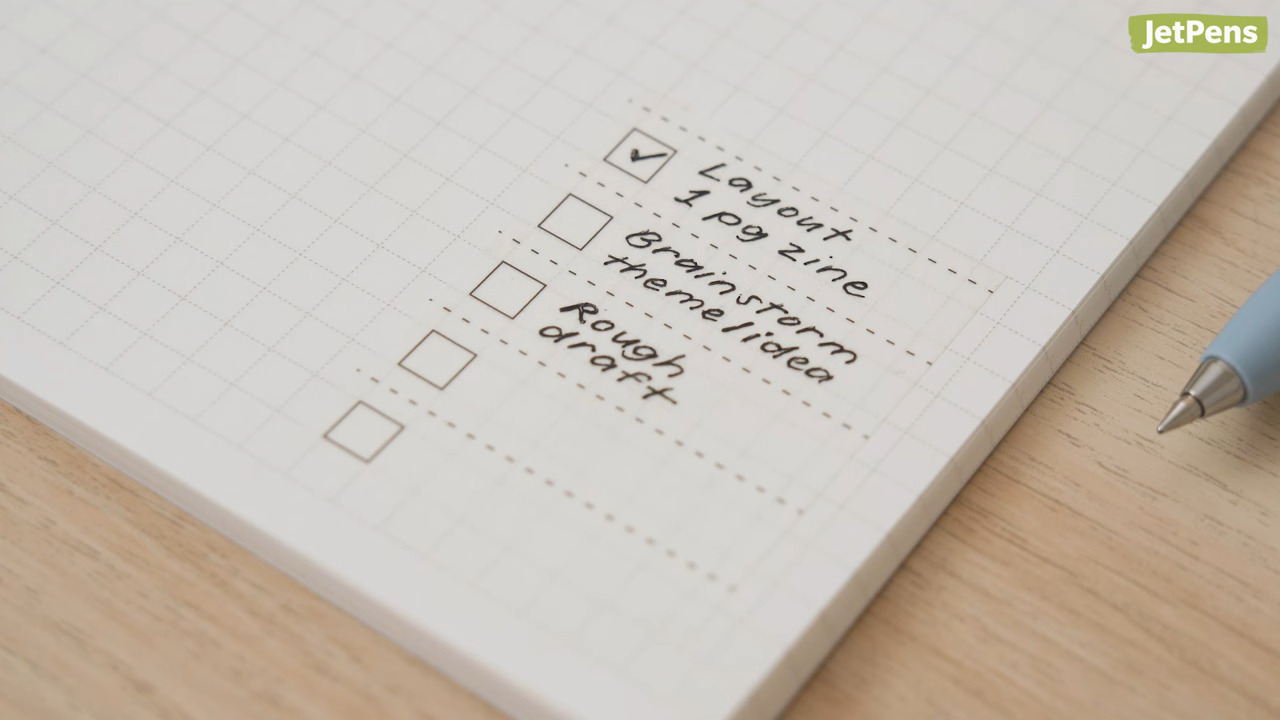 JetPens
Layout
1 pg zine
Brainstorm
theme/idea
Rough
draft